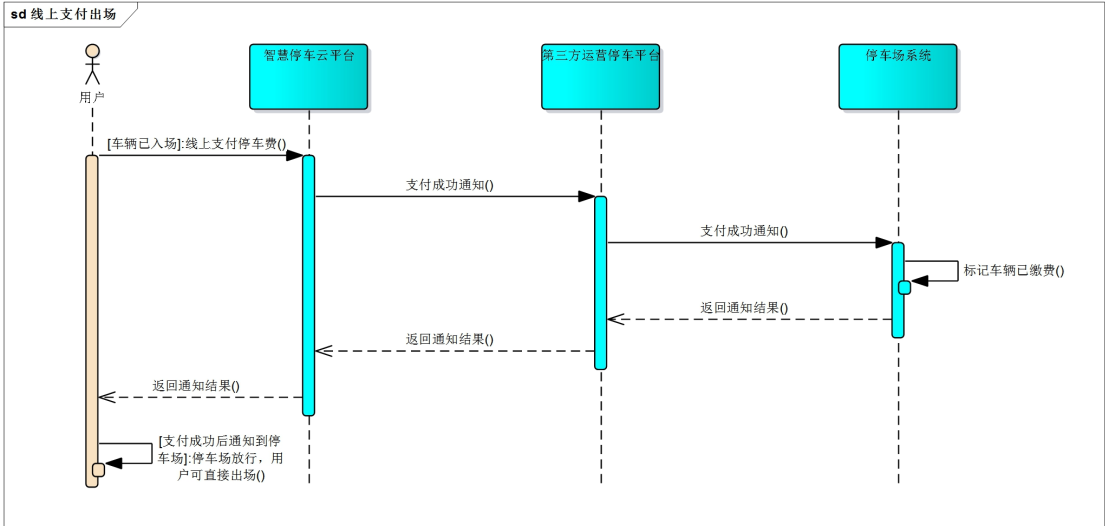 sd 线上支付出场
智慧停车云平台
第三方运营停车平台
停车场系统
用户
[车辆已入场]:线上支付停车费()
支付成功通知()
支付成功通知()
标记车辆已缴费()
返回通知结果()
返回通知结果()
返回通知结果()
[支付成功后通知到停
车场]:停车场放行，用
户可直接出场()